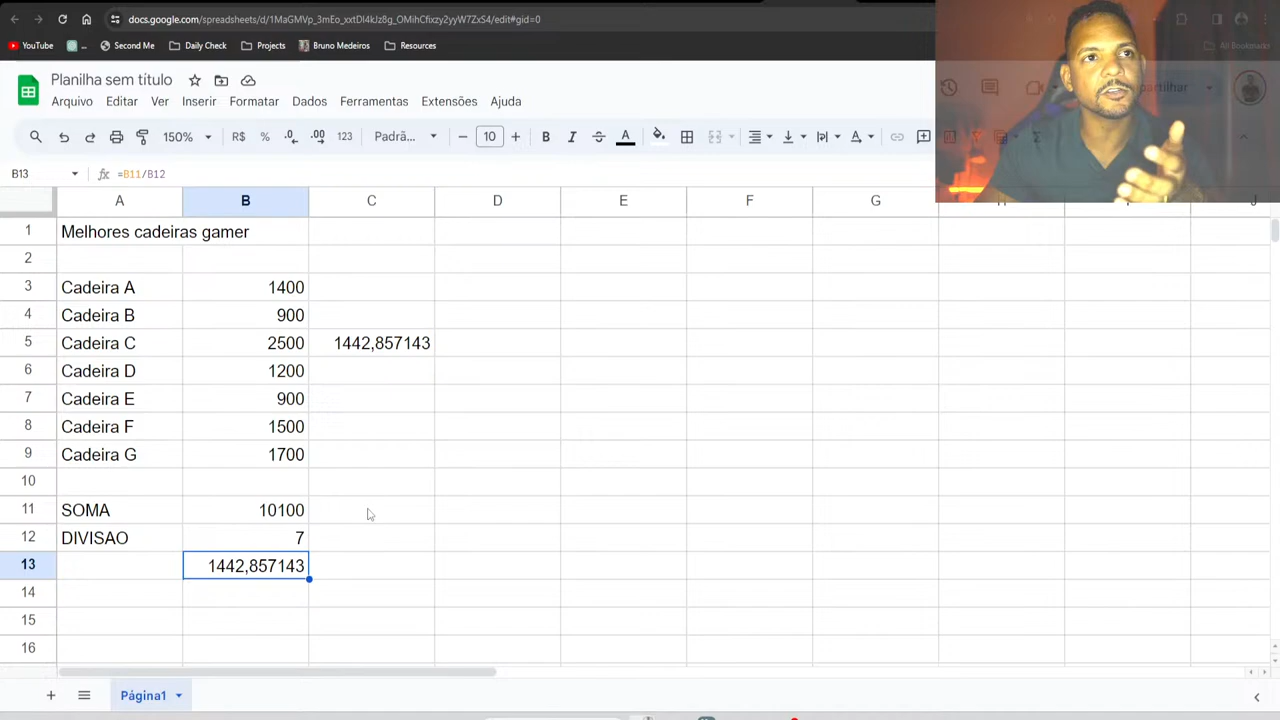 docs.google.com/spreadsheets/d/1MaGMVp_3mEo_xxtDl4kIz8g_OMihCfixzy2yyW7ZxS4/edit#gid=0
YouTube Second Me Daily Check Projects Bruno Medeiros Resources All Bookmarks
Planilha sem título
Arquivo Editar Ver Inserir Formatar Dados Ferramentas Extensões Ajuda
150% R$ % .0 .00 123 Padrã... 10 B I S A
B13 fx =B11/B12
A B C D E F G H I J
1 Melhores cadeiras gamer
2
3 Cadeira A 1400
4 Cadeira B 900
5 Cadeira C 2500 1442,857143
6 Cadeira D 1200
7 Cadeira E 900
8 Cadeira F 1500
9 Cadeira G 1700
10
11 SOMA 10100
12 DIVISAO 7
13 1442,857143
14
15
16
Página1